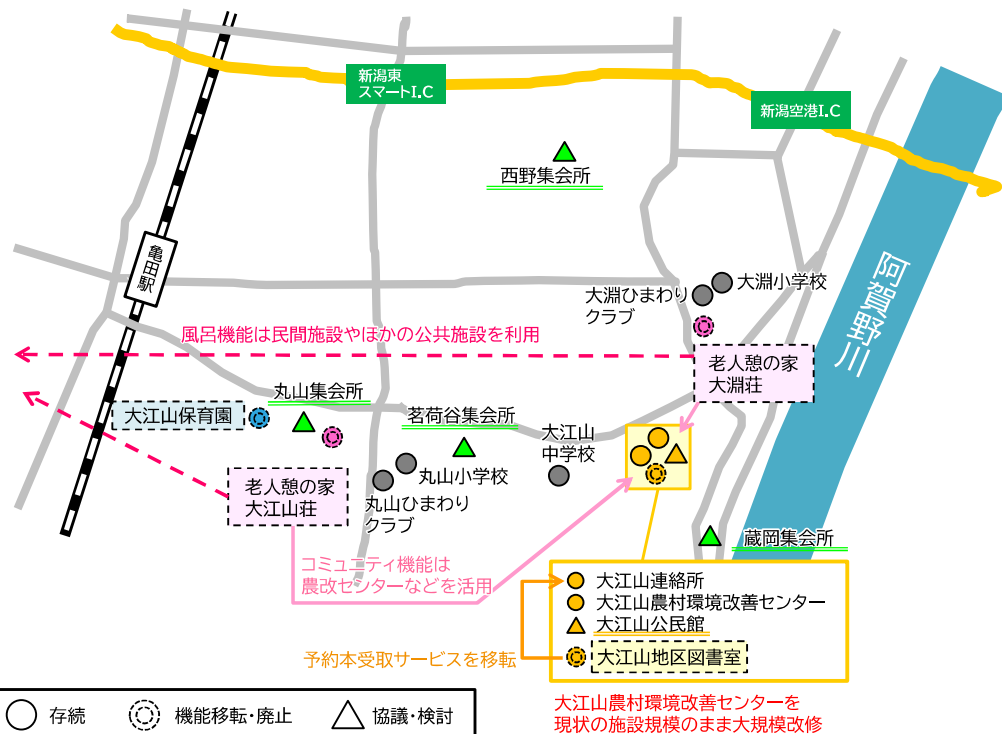 新潟東
スマートI.C
新潟空港I.C
西野集会所
亀田駅
阿賀野川
大淵小学校
大淵ひまわり
クラブ
風呂機能は民間施設やほかの公共施設を利用
老人憩の家
大淵荘
丸山集会所
大江山保育園
茗荷谷集会所
大江山
中学校
丸山小学校
老人憩の家
大江山荘
丸山ひまわり
クラブ
蔵岡集会所
コミュニティ機能は
農改センターなどを活用
大江山連絡所
大江山農村環境改善センター
大江山公民館
大江山地区図書室
予約本受取サービスを移転
大江山農村環境改善センターを
現状の施設規模のまま大規模改修
存続
機能移転・廃止
協議・検討